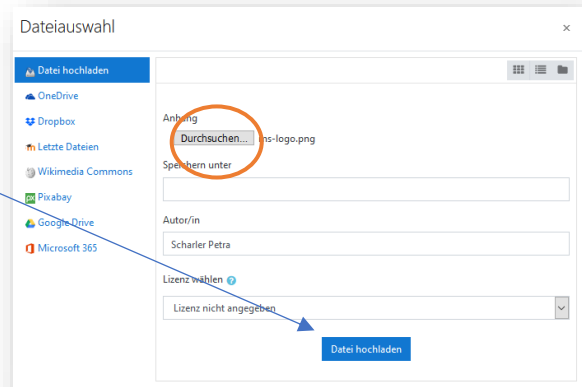 Dateiauswahl
×
Datei hochladen
OneDrive
Dropbox
Letzte Dateien
Wikimedia Commons
Pixabay
Google Drive
Microsoft 365
Anhang
Durchsuchen... ns-logo.png
Speichern unter
Autor/in
Scharler Petra
Lizenz wählen ?
Lizenz nicht angegeben
Datei hochladen